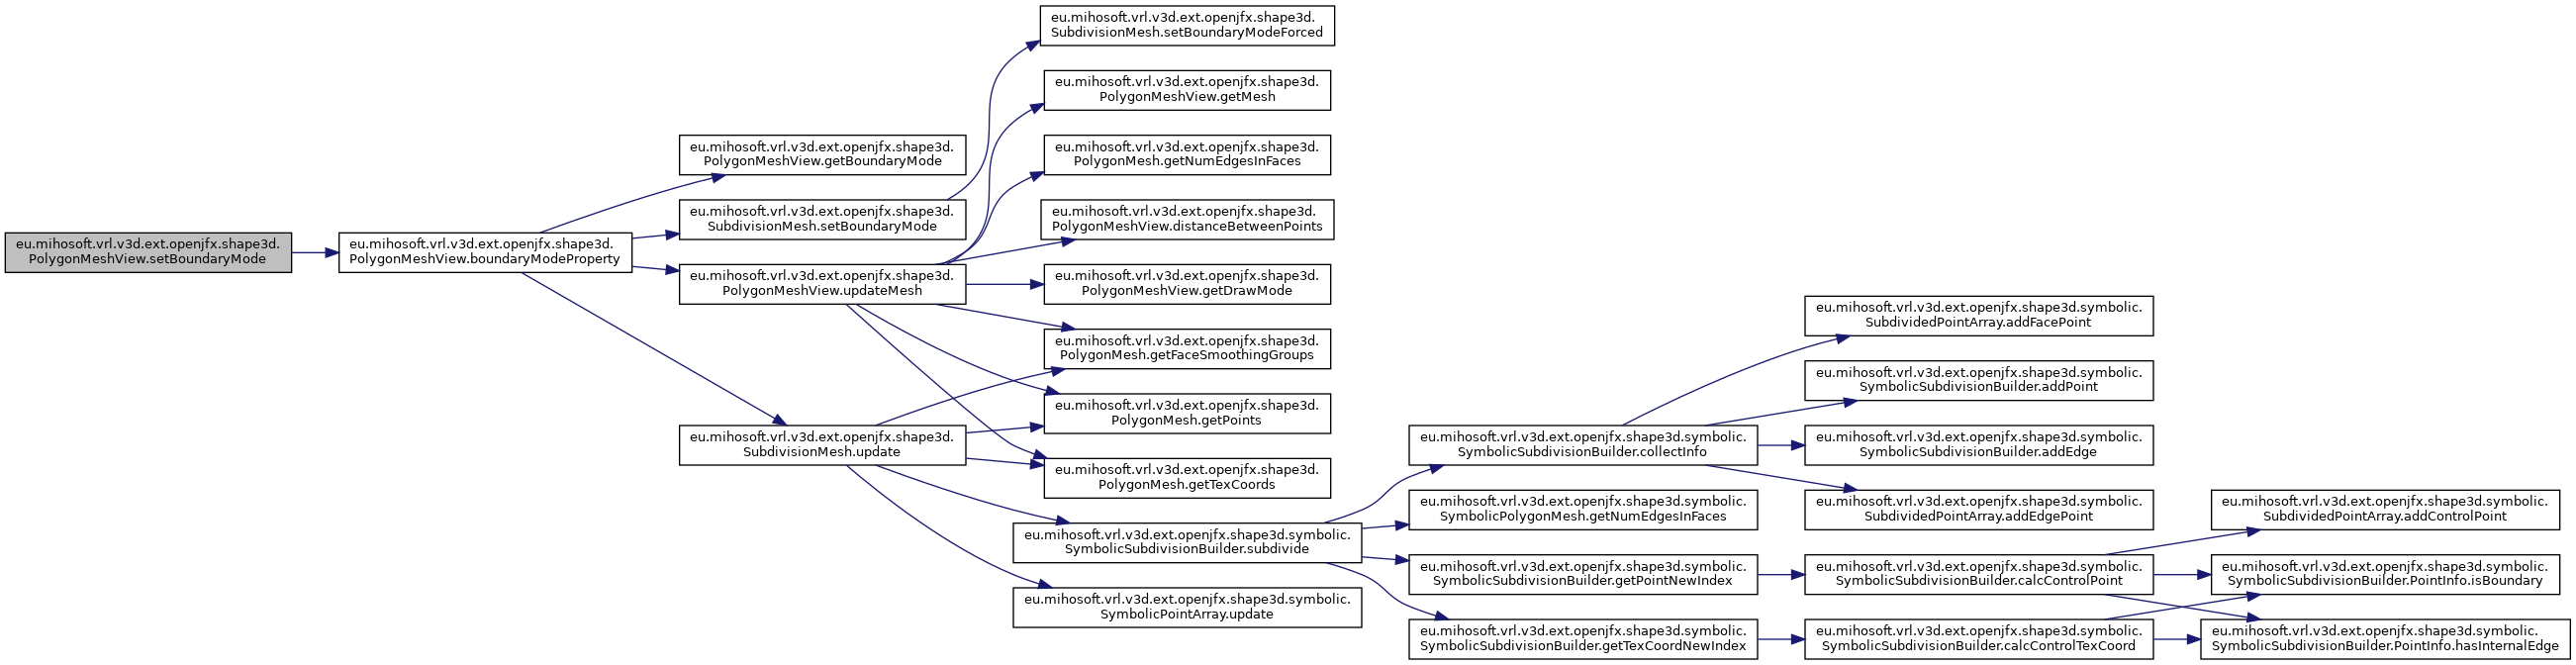 eu.mihosoft.vrl.v3d.ext.openjfx.shape3d.
PolygonMeshView.setBoundaryMode
eu.mihosoft.vrl.v3d.ext.openjfx.shape3d.
PolygonMeshView.boundaryModeProperty
eu.mihosoft.vrl.v3d.ext.openjfx.shape3d.
PolygonMeshView.getBoundaryMode
eu.mihosoft.vrl.v3d.ext.openjfx.shape3d.
SubdivisionMesh.setBoundaryMode
eu.mihosoft.vrl.v3d.ext.openjfx.shape3d.
PolygonMeshView.updateMesh
eu.mihosoft.vrl.v3d.ext.openjfx.shape3d.
SubdivisionMesh.update
eu.mihosoft.vrl.v3d.ext.openjfx.shape3d.
SubdivisionMesh.setBoundaryModeForced
eu.mihosoft.vrl.v3d.ext.openjfx.shape3d.
PolygonMeshView.getMesh
eu.mihosoft.vrl.v3d.ext.openjfx.shape3d.
PolygonMesh.getNumEdgesInFaces
eu.mihosoft.vrl.v3d.ext.openjfx.shape3d.
PolygonMeshView.distanceBetweenPoints
eu.mihosoft.vrl.v3d.ext.openjfx.shape3d.
PolygonMeshView.getDrawMode
eu.mihosoft.vrl.v3d.ext.openjfx.shape3d.
PolygonMesh.getFaceSmoothingGroups
eu.mihosoft.vrl.v3d.ext.openjfx.shape3d.
PolygonMesh.getPoints
eu.mihosoft.vrl.v3d.ext.openjfx.shape3d.
PolygonMesh.getTexCoords
eu.mihosoft.vrl.v3d.ext.openjfx.shape3d.symbolic.
SymbolicSubdivisionBuilder.subdivide
eu.mihosoft.vrl.v3d.ext.openjfx.shape3d.symbolic.
SymbolicPointArray.update
eu.mihosoft.vrl.v3d.ext.openjfx.shape3d.symbolic.
SymbolicSubdivisionBuilder.collectInfo
eu.mihosoft.vrl.v3d.ext.openjfx.shape3d.symbolic.
SymbolicPolygonMesh.getNumEdgesInFaces
eu.mihosoft.vrl.v3d.ext.openjfx.shape3d.symbolic.
SymbolicSubdivisionBuilder.getPointNewIndex
eu.mihosoft.vrl.v3d.ext.openjfx.shape3d.symbolic.
SymbolicSubdivisionBuilder.getTexCoordNewIndex
eu.mihosoft.vrl.v3d.ext.openjfx.shape3d.symbolic.
SubdividedPointArray.addFacePoint
eu.mihosoft.vrl.v3d.ext.openjfx.shape3d.symbolic.
SymbolicSubdivisionBuilder.addPoint
eu.mihosoft.vrl.v3d.ext.openjfx.shape3d.symbolic.
SymbolicSubdivisionBuilder.addEdge
eu.mihosoft.vrl.v3d.ext.openjfx.shape3d.symbolic.
SubdividedPointArray.addEdgePoint
eu.mihosoft.vrl.v3d.ext.openjfx.shape3d.symbolic.
SymbolicSubdivisionBuilder.calcControlPoint
eu.mihosoft.vrl.v3d.ext.openjfx.shape3d.symbolic.
SymbolicSubdivisionBuilder.calcControlTexCoord
eu.mihosoft.vrl.v3d.ext.openjfx.shape3d.symbolic.
SubdividedPointArray.addControlPoint
eu.mihosoft.vrl.v3d.ext.openjfx.shape3d.symbolic.
SymbolicSubdivisionBuilder.PointInfo.isBoundary
eu.mihosoft.vrl.v3d.ext.openjfx.shape3d.symbolic.
SymbolicSubdivisionBuilder.PointInfo.hasInternalEdge